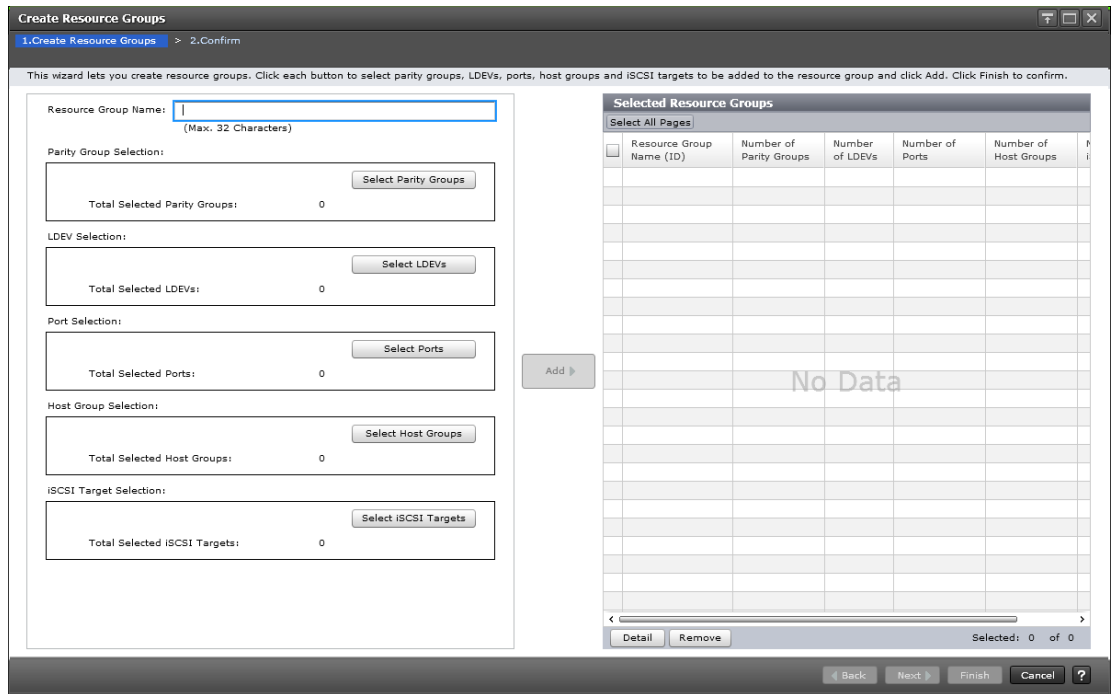 Create Resource Groups
1.Create Resource Groups > 2.Confirm
This wizard lets you create resource groups. Click each button to select parity groups, LDEVs, ports, host groups and iSCSI targets to be added to the resource group and click Add. Click Finish to confirm.
Resource Group Name:
(Max. 32 Characters)
Parity Group Selection:
Select Parity Groups
Total Selected Parity Groups: 0
LDEV Selection:
Select LDEVs
Total Selected LDEVs: 0
Port Selection:
Select Ports
Total Selected Ports: 0
Host Group Selection:
Select Host Groups
Total Selected Host Groups: 0
iSCSI Target Selection:
Select iSCSI Targets
Total Selected iSCSI Targets: 0
Add
Selected Resource Groups
Select All Pages
Resource Group Name (ID)
Number of Parity Groups
Number of LDEVs
Number of Ports
Number of Host Groups
No Data
Detail Remove Selected: 0 of 0
Back Next Finish Cancel ?